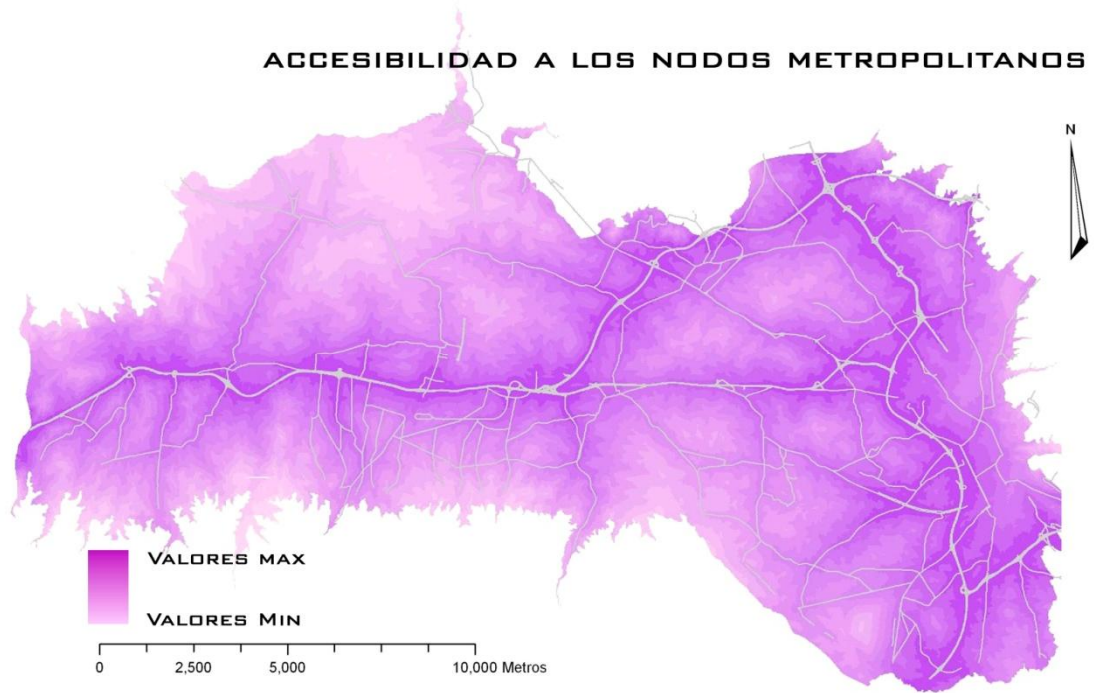 ACCESIBILIDAD A LOS NODOS METROPOLITANOS
N
VALORES MAX
VALORES MIN
0 2,500 5,000 10,000 Metros